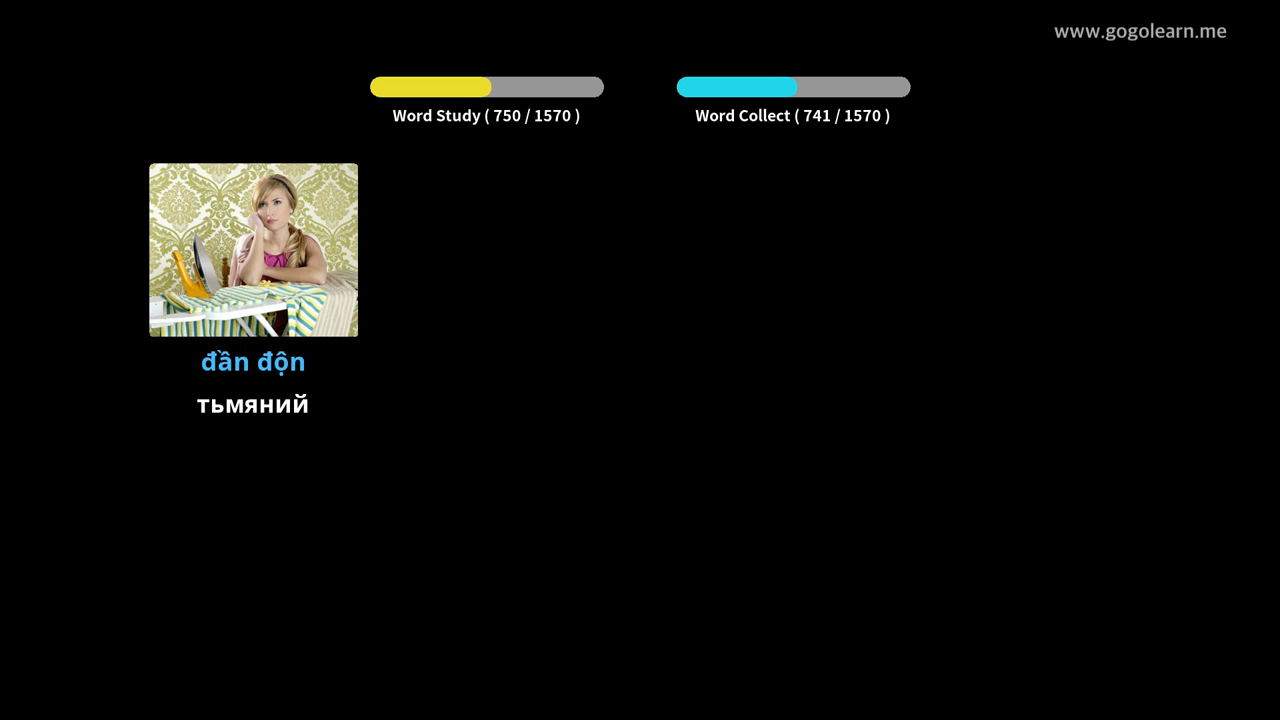 www.gogolearn.me
Word Study ( 750 / 1570 )
Word Collect ( 741 / 1570 )
đần độn
тьмяний